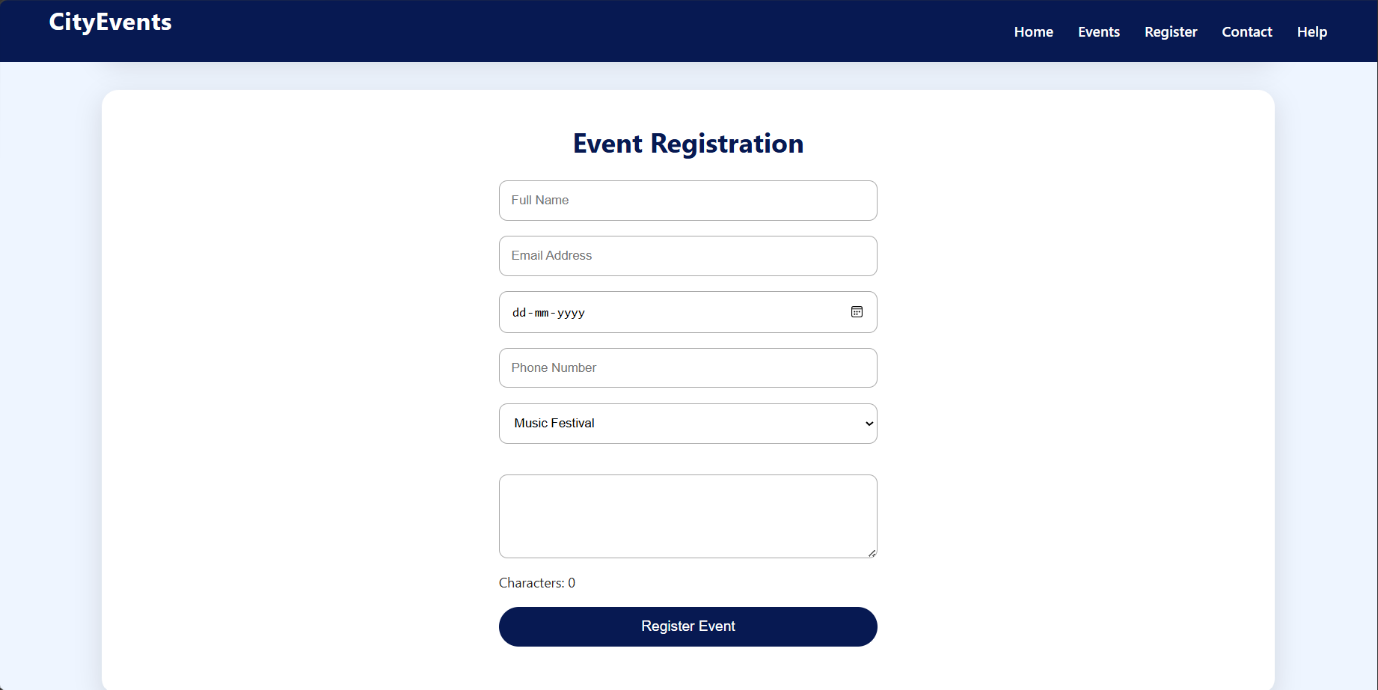 CityEvents
Home Events Register Contact Help
Event Registration
Full Name
Email Address
dd-mm-yyyy
Phone Number
Music Festival
Characters: 0
Register Event